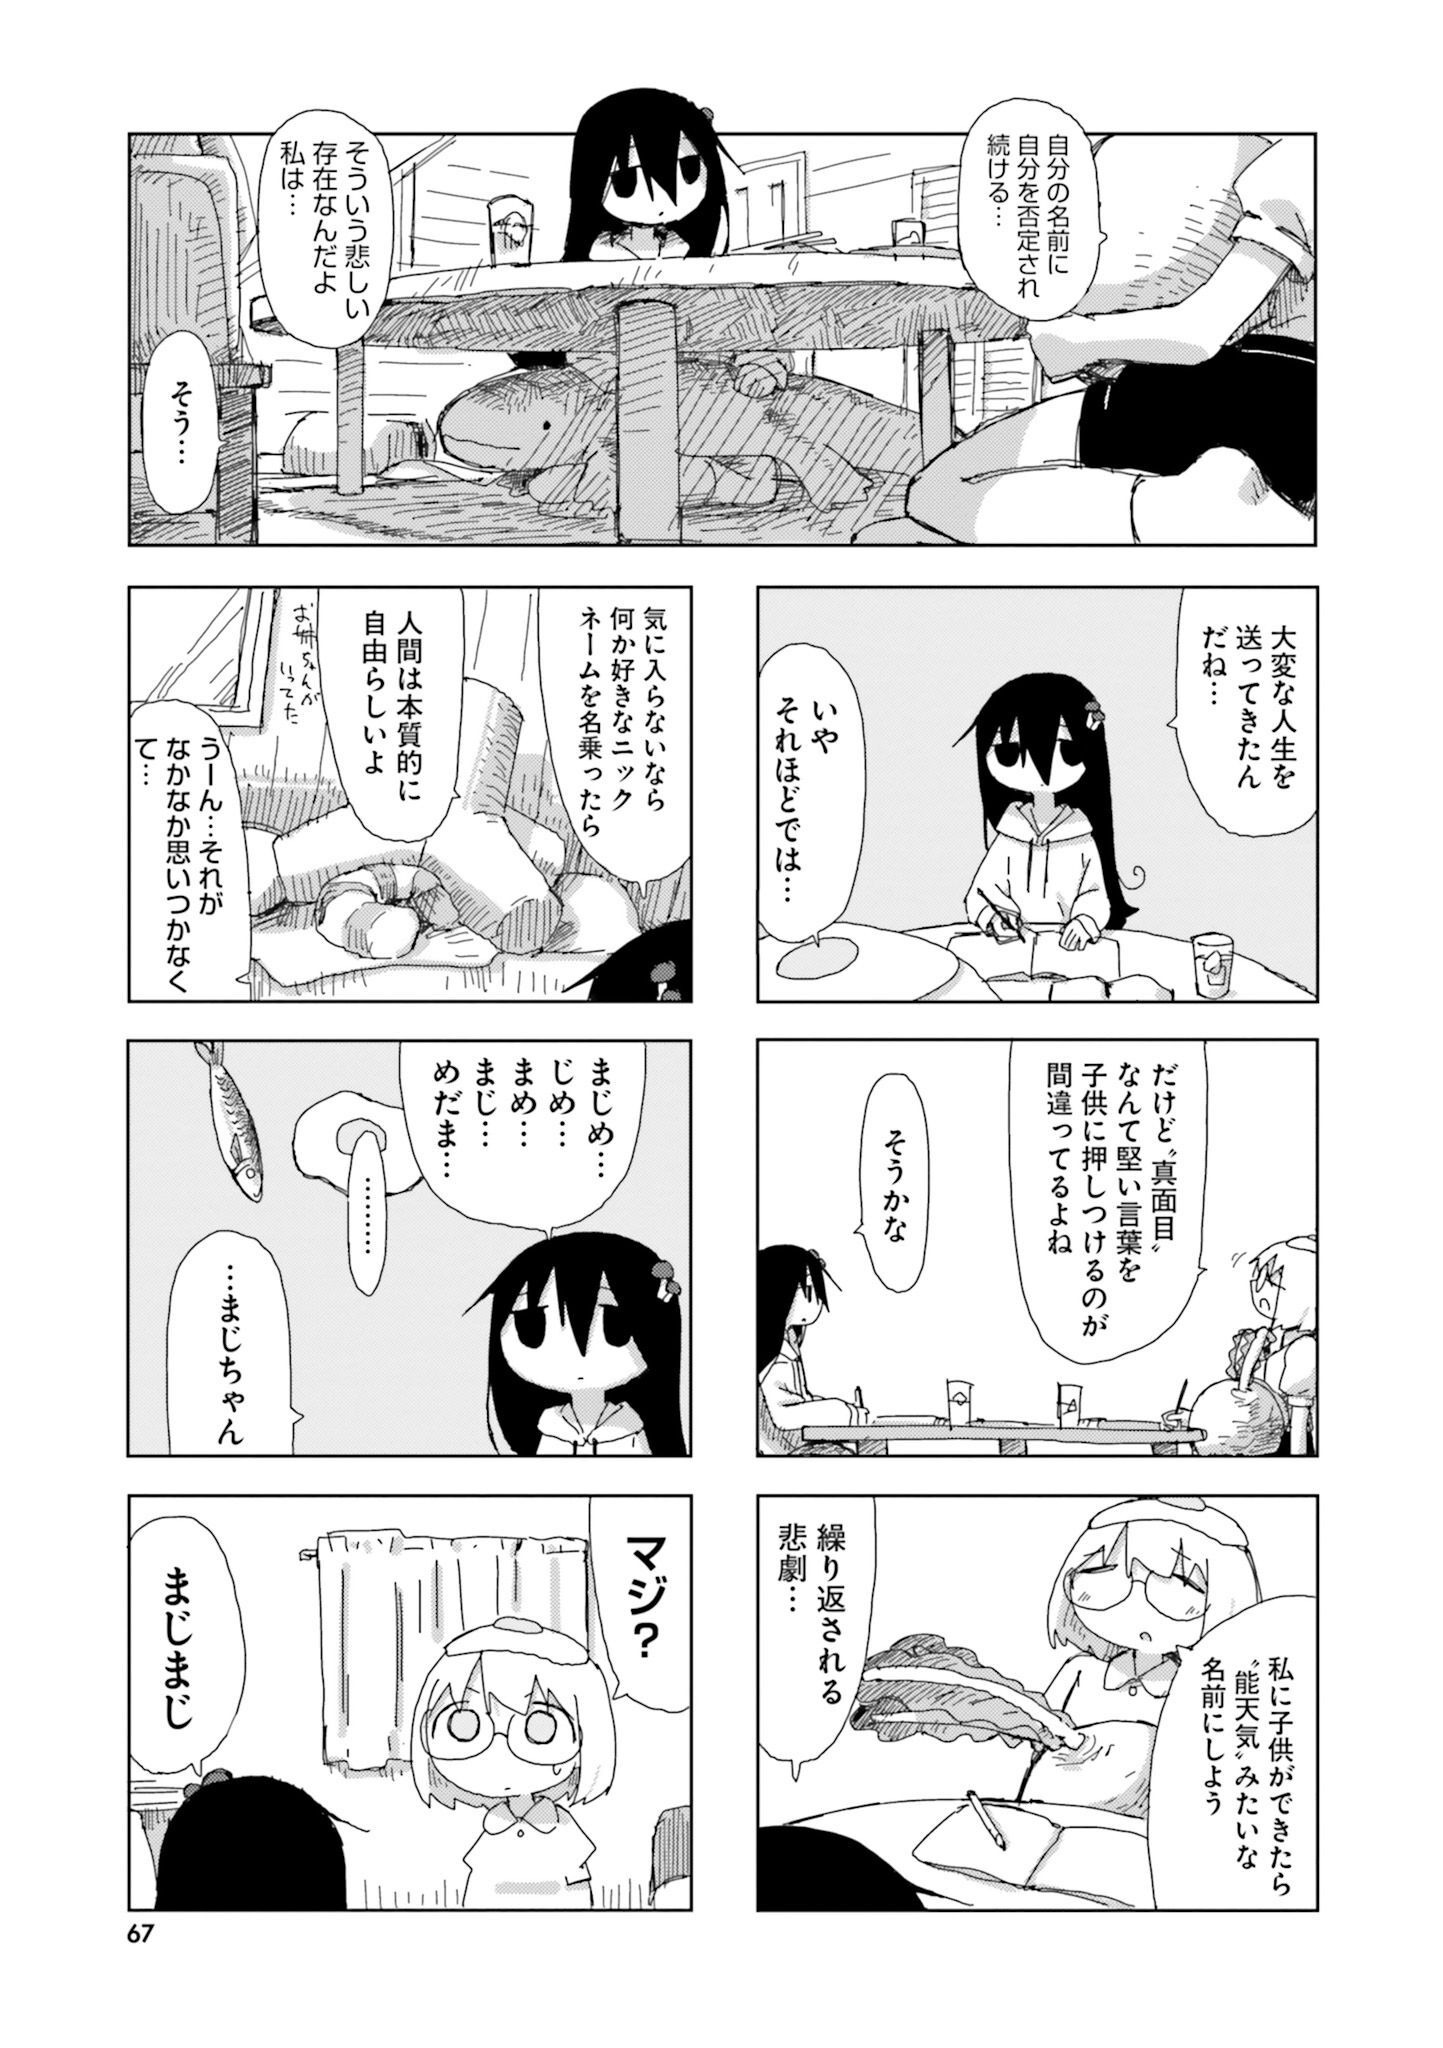 自分の名前に
自分を否定され
続ける…
そういう悲しい
存在なんだよ
私は…
そう…
大変な人生を
送ってきたん
だね…
いや
それほどでは…
だけど〝真面目〟
なんて堅い言葉を
子供に押しつけるのが
間違ってるよね
そうかな
私に子供ができたら
〝能天気〟みたいな
名前にしよう
繰り返される
悲劇…
気に入らないなら
何か好きなニック
ネームを名乗ったら
人間は本質的に
自由らしいよ
お姉ちゃんが
いってた
うーん…それが
なかなか思いつかなく
て…
まじめ…
じめ…
まめ…
まじ…
めだま…
………
…まじちゃん
マジ?
まじまじ
67